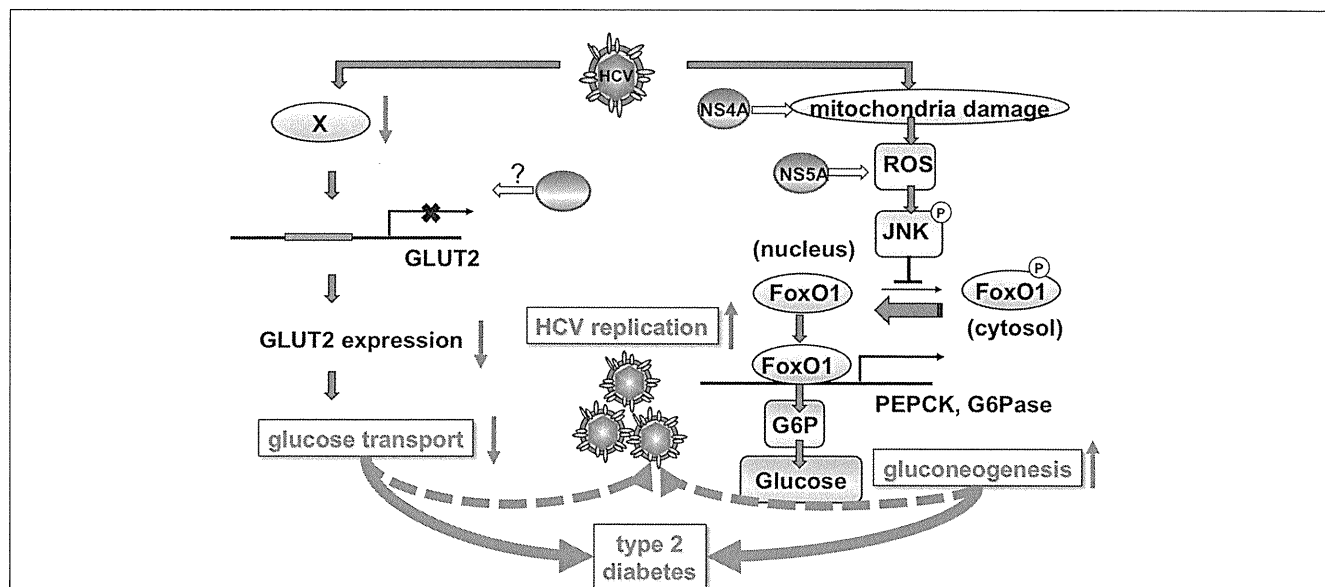 HCV
NS4A
mitochondria damage
X
NS5A
ROS
?
P
JNK
GLUT2
(nucleus)
P
FoxO1
FoxO1
(cytosol)
HCV replication
GLUT2 expression
FoxO1
PEPCK, G6Pase
G6P
glucose transport
gluconeogenesis
Glucose
type 2
diabetes